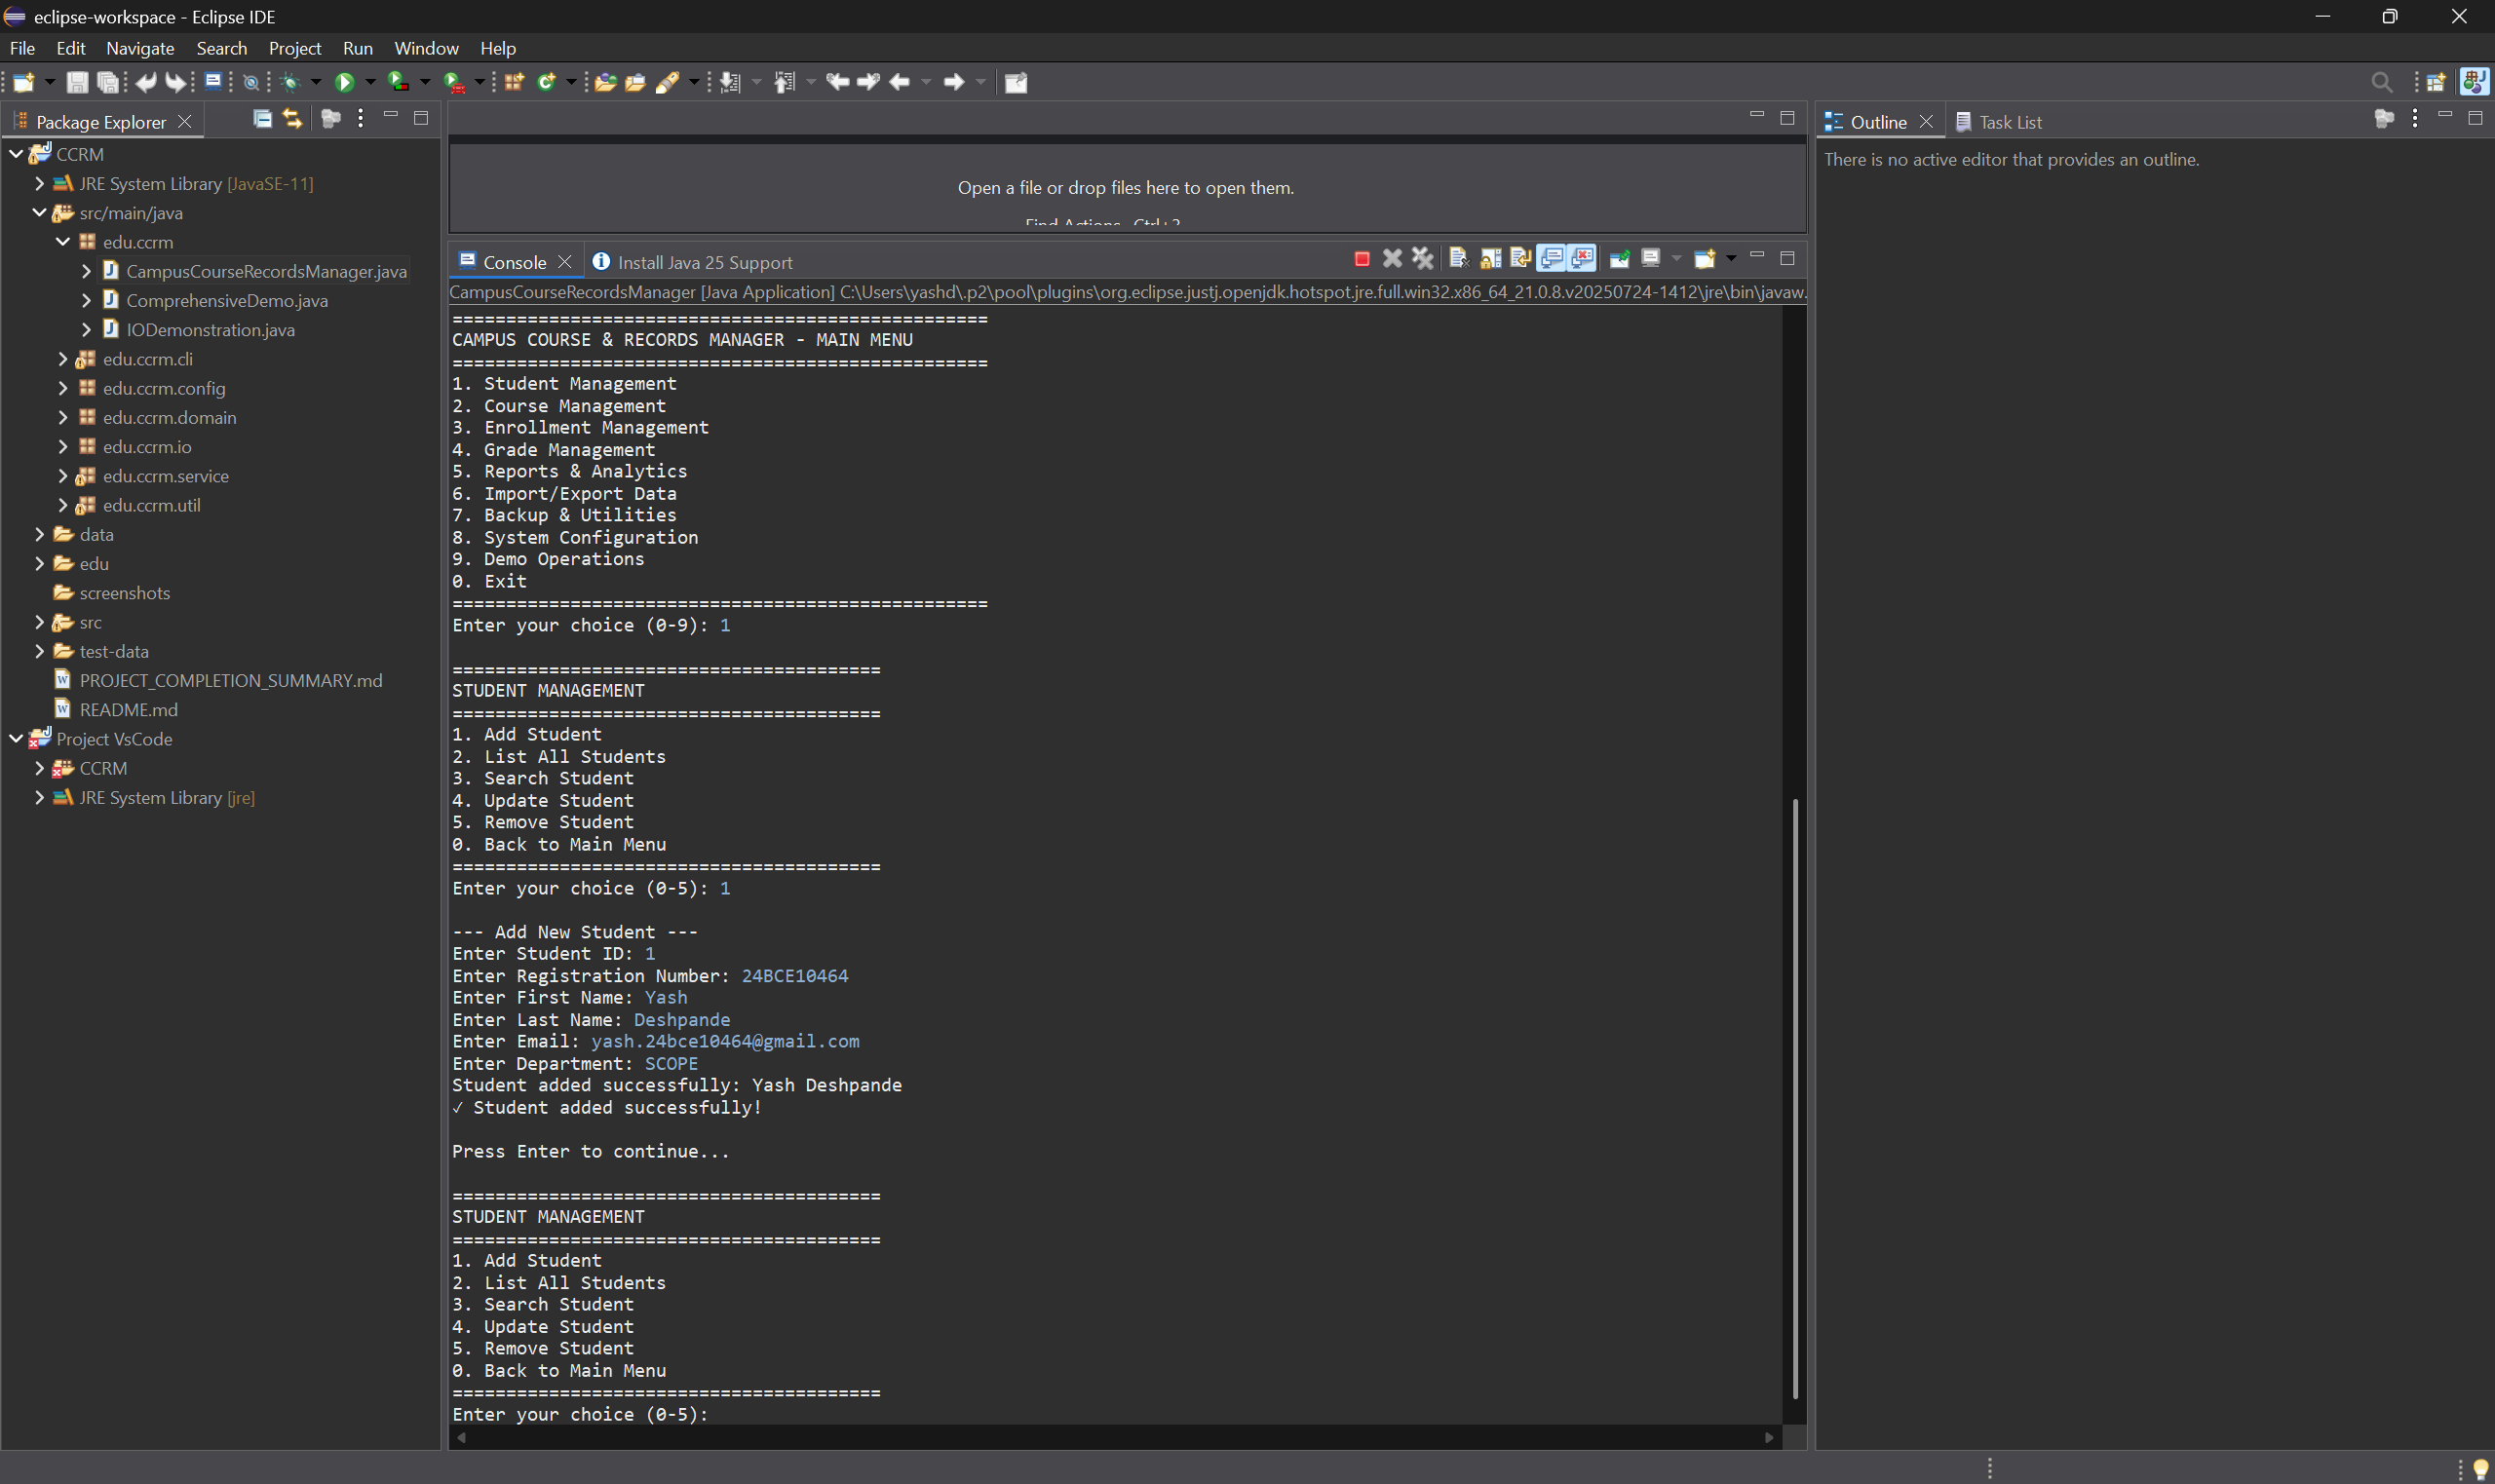 eclipse-workspace - Eclipse IDE
File Edit Navigate Search Project Run Window Help
Package Explorer
CCRM
JRE System Library [JavaSE-11]
src/main/java
edu.ccrm
CampusCourseRecordsManager.java
ComprehensiveDemo.java
IODemonstration.java
edu.ccrm.cli
edu.ccrm.config
edu.ccrm.domain
edu.ccrm.io
edu.ccrm.service
edu.ccrm.util
data
edu
screenshots
src
test-data
PROJECT_COMPLETION_SUMMARY.md
README.md
Project VsCode
CCRM
JRE System Library [jre]
Open a file or drop files here to open them.
Find Actions Ctrl+3
Console Install Java 25 Support
CampusCourseRecordsManager [Java Application] C:\Users\yashd\.p2\pool\plugins\org.eclipse.justj.openjdk.hotspot.jre.full.win32.x86_64_21.0.8.v20250724-1412\jre\bin\javaw.
==================================================
CAMPUS COURSE & RECORDS MANAGER - MAIN MENU
==================================================
1. Student Management
2. Course Management
3. Enrollment Management
4. Grade Management
5. Reports & Analytics
6. Import/Export Data
7. Backup & Utilities
8. System Configuration
9. Demo Operations
0. Exit
==================================================
Enter your choice (0-9): 1
========================================
STUDENT MANAGEMENT
========================================
1. Add Student
2. List All Students
3. Search Student
4. Update Student
5. Remove Student
0. Back to Main Menu
========================================
Enter your choice (0-5): 1
--- Add New Student ---
Enter Student ID: 1
Enter Registration Number: 24BCE10464
Enter First Name: Yash
Enter Last Name: Deshpande
Enter Email: yash.24bce10464@gmail.com
Enter Department: SCOPE
Student added successfully: Yash Deshpande
✓ Student added successfully!
Press Enter to continue...
========================================
STUDENT MANAGEMENT
========================================
1. Add Student
2. List All Students
3. Search Student
4. Update Student
5. Remove Student
0. Back to Main Menu
========================================
Enter your choice (0-5):
Outline Task List
There is no active editor that provides an outline.